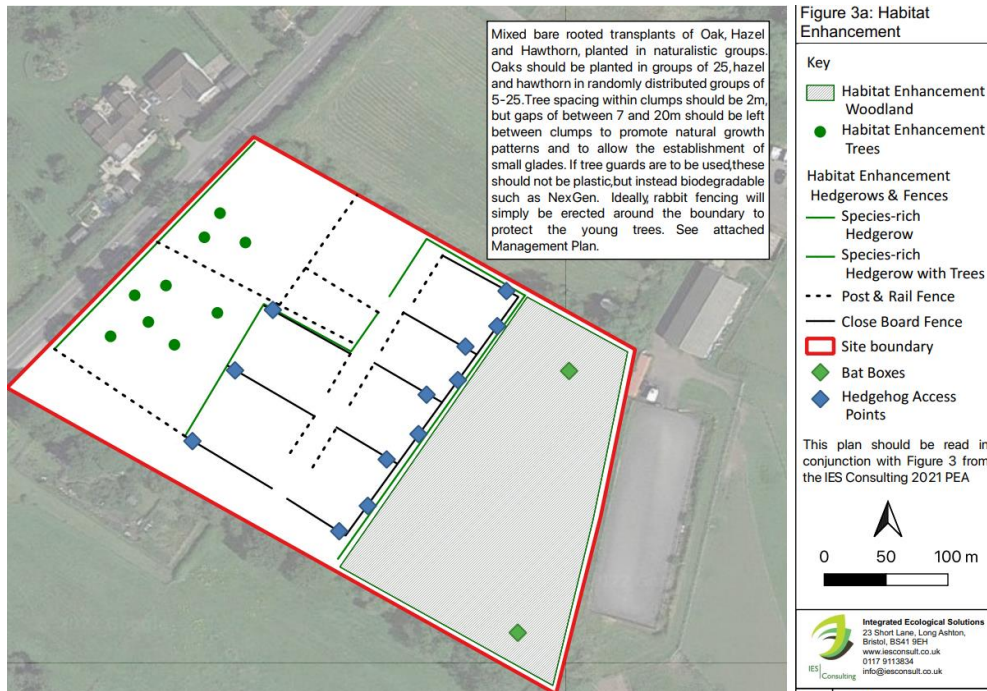 Mixed bare rooted transplants of Oak, Hazel
and Hawthorn, planted in naturalistic groups.
Oaks should be planted in groups of 25, hazel
and hawthorn in randomly distributed groups of
5-25. Tree spacing within clumps should be 2m,
but gaps of between 7 and 20m should be left
between clumps to promote natural growth
patterns and to allow the establishment of
small glades. If tree guards are to be used, these
should not be plastic, but instead biodegradable
such as NexGen. Ideally, rabbit fencing will
simply be erected around the boundary to
protect the young trees. See attached
Management Plan.
Figure 3a: Habitat
Enhancement
Key
Habitat Enhancement
Woodland
Habitat Enhancement
Trees
Habitat Enhancement
Hedgerows & Fences
Species-rich
Hedgerow
Species-rich
Hedgerow with Trees
Post & Rail Fence
Close Board Fence
Site boundary
Bat Boxes
Hedgehog Access
Points
This plan should be read in
conjunction with Figure 3 from
the IES Consulting 2021 PEA
0 50 100 m
IES Consulting
Integrated Ecological Solutions
23 Short Lane, Long Ashton,
Bristol, BS41 9EH
www.iesconsult.co.uk
0117 9113834
info@iesconsult.co.uk